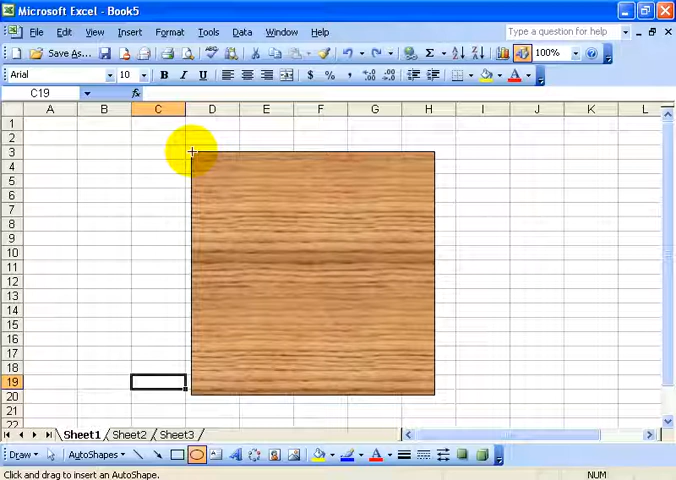 Microsoft Excel - Book5
File Edit View Insert Format Tools Data Window Help Type a question for help
Save As... Σ 100%
Arial 10 B I U $ % , A
C19 fx
A B C D E F G H I J K L
1
2
3
4
5
6
7
8
9
10
11
12
13
14
15
16
17
18
19
20
21
22
Sheet1 Sheet2 Sheet3
Draw AutoShapes A A
Click and drag to insert an AutoShape. NUM